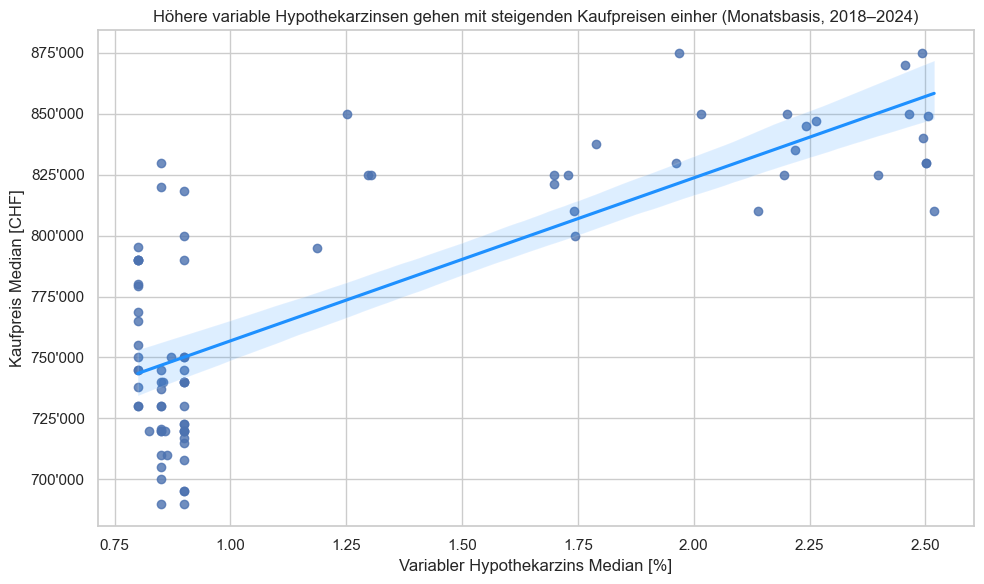 Höhere variable Hypothekarzinsen gehen mit steigenden Kaufpreisen einher (Monatsbasis, 2018–2024)
Kaufpreis Median [CHF]
875'000
850'000
825'000
800'000
775'000
750'000
725'000
700'000
0.75 1.00 1.25 1.50 1.75 2.00 2.25 2.50
Variabler Hypothekarzins Median [%]